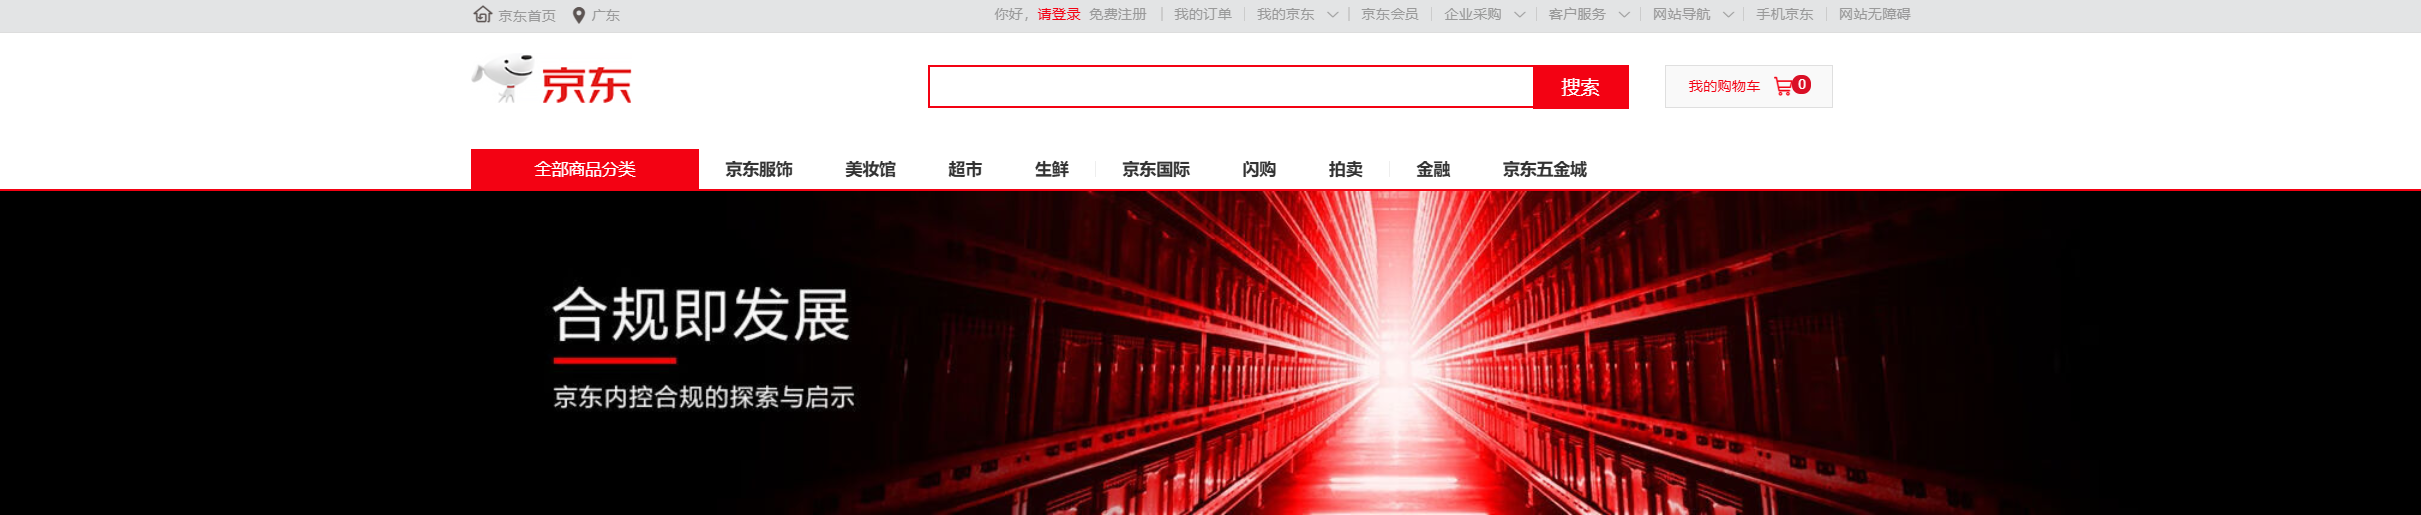 京东首页 广东 你好，请登录 免费注册 我的订单 我的京东 京东会员 企业采购 客户服务 网站导航 手机京东 网站无障碍
京东 搜索 我的购物车 0
全部商品分类 京东服饰 美妆馆 超市 生鲜 京东国际 闪购 拍卖 金融 京东五金城
合规即发展
京东内控合规的探索与启示